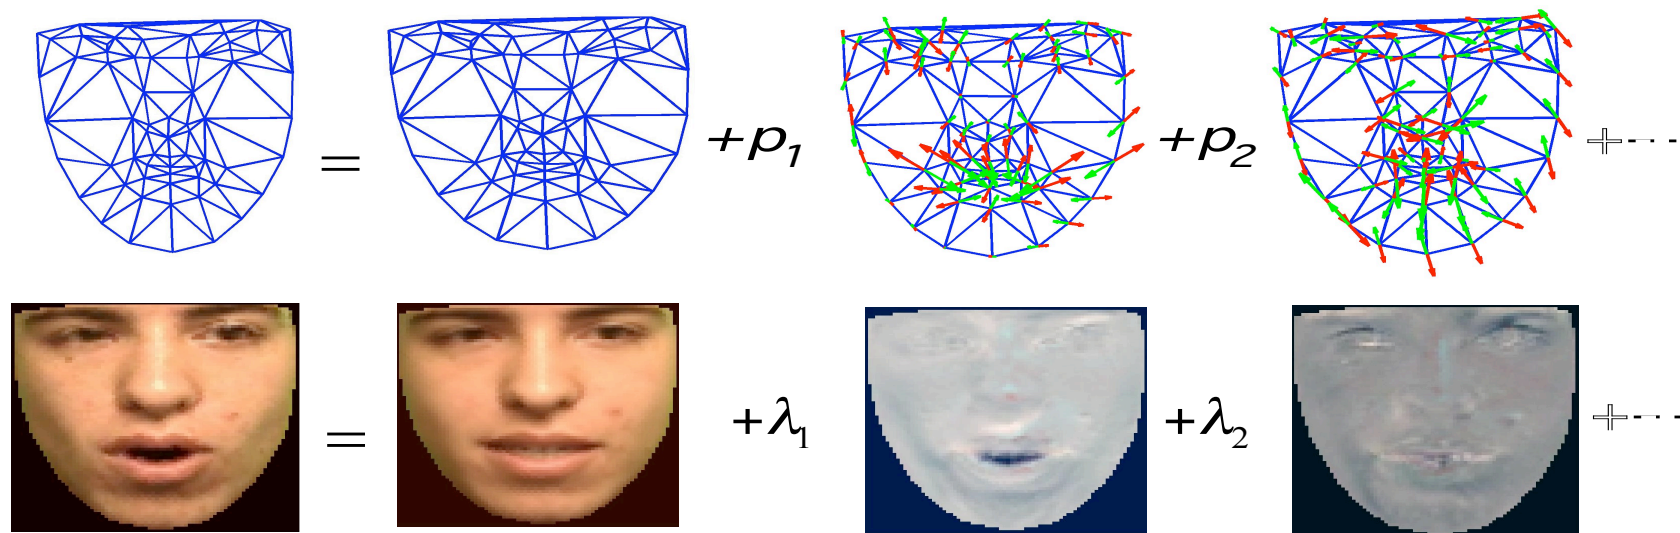 = +p₁ +p₂ +···
= +λ₁ +λ₂ +···